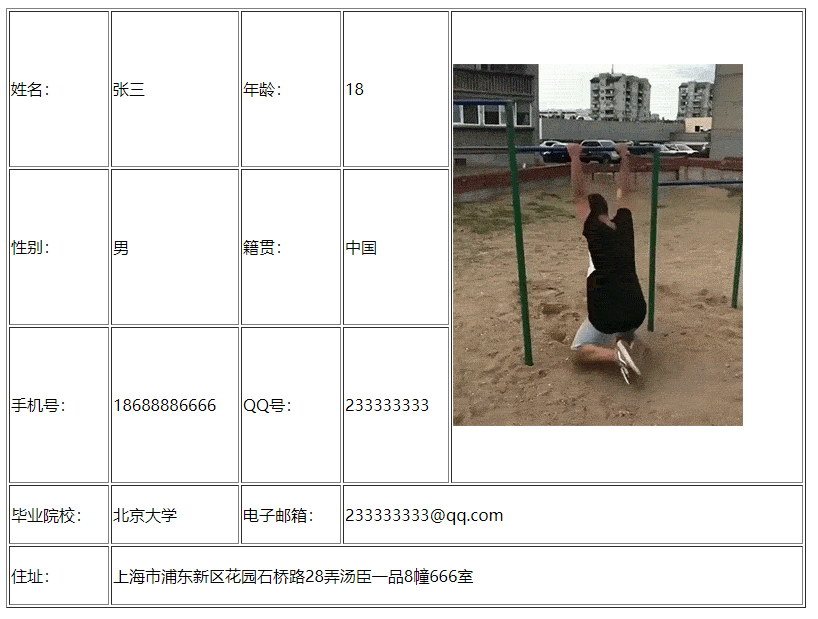 姓名： 张三 年龄： 18
性别： 男 籍贯： 中国
手机号： 18688886666 QQ号： 233333333
毕业院校： 北京大学 电子邮箱： 233333333@qq.com
住址： 上海市浦东新区花园石桥路28弄汤臣一品8幢666室